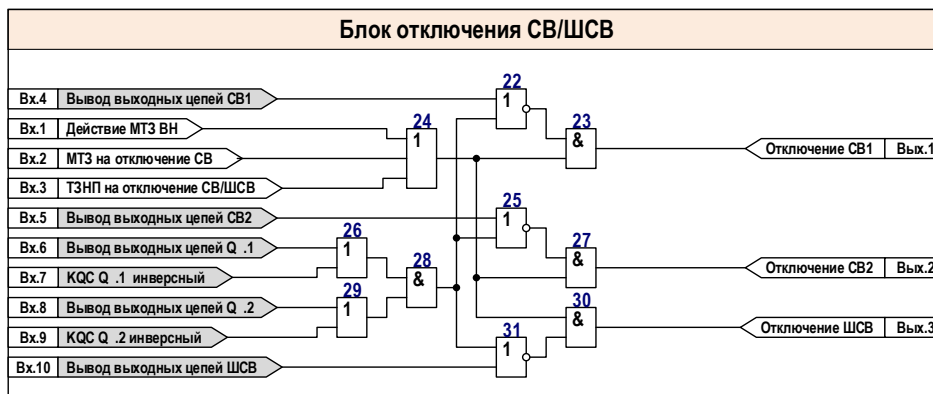 Блок отключения СВ/ШСВ
22
Вх.4 Вывод выходных цепей СВ1
1
Вх.1 Действие МТЗ ВН
24
23
1
&
Вх.2 МТЗ на отключение СВ
Отключение СВ1 Вых.1
Вх.3 ТЗНП на отключение СВ/ШСВ
25
Вх.5 Вывод выходных цепей СВ2
1
26
27
Вх.6 Вывод выходных цепей Q .1
1
28
&
Вх.7 KQC Q .1 инверсный
&
Отключение СВ2 Вых.2
29
30
Вх.8 Вывод выходных цепей Q .2
1
&
31
Отключение ШСВ Вых.3
Вх.9 KQC Q .2 инверсный
1
Вх.10 Вывод выходных цепей ШСВ